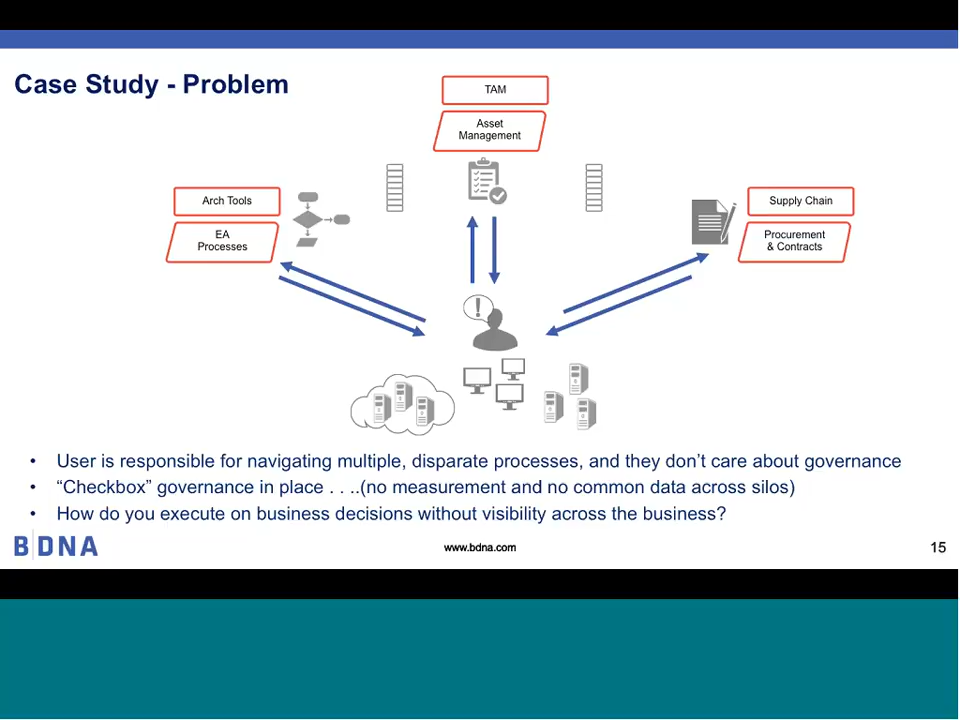 Case Study - Problem
TAM
Asset
Management
Arch Tools
EA
Processes
Supply Chain
Procurement
& Contracts
!
• User is responsible for navigating multiple, disparate processes, and they don’t care about governance
• “Checkbox” governance in place . . ..(no measurement and no common data across silos)
• How do you execute on business decisions without visibility across the business?
B|DNA
www.bdna.com
15